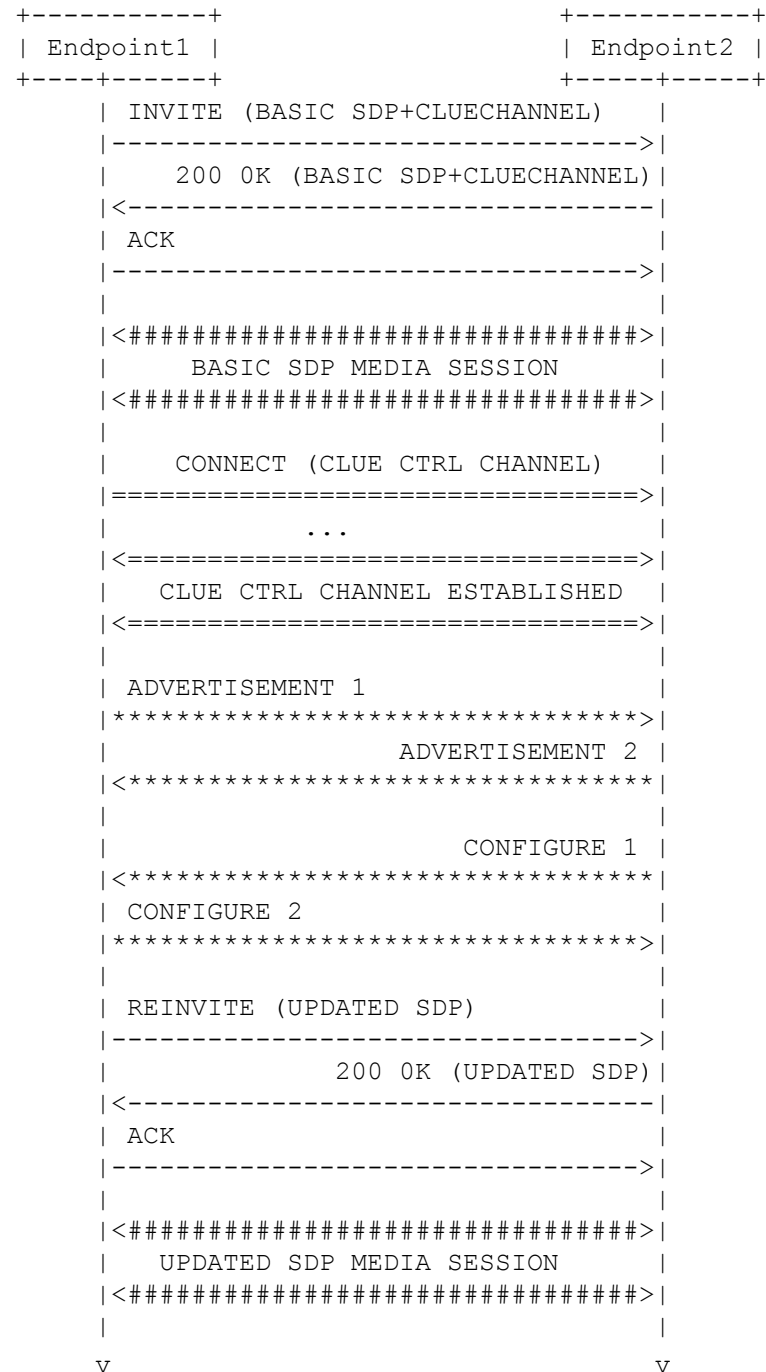 Endpoint1 Endpoint2
INVITE (BASIC SDP+CLUECHANNEL)
200 0K (BASIC SDP+CLUECHANNEL)
ACK
BASIC SDP MEDIA SESSION
CONNECT (CLUE CTRL CHANNEL)
...
CLUE CTRL CHANNEL ESTABLISHED
ADVERTISEMENT 1
ADVERTISEMENT 2
CONFIGURE 1
CONFIGURE 2
REINVITE (UPDATED SDP)
200 0K (UPDATED SDP)
ACK
UPDATED SDP MEDIA SESSION
V V